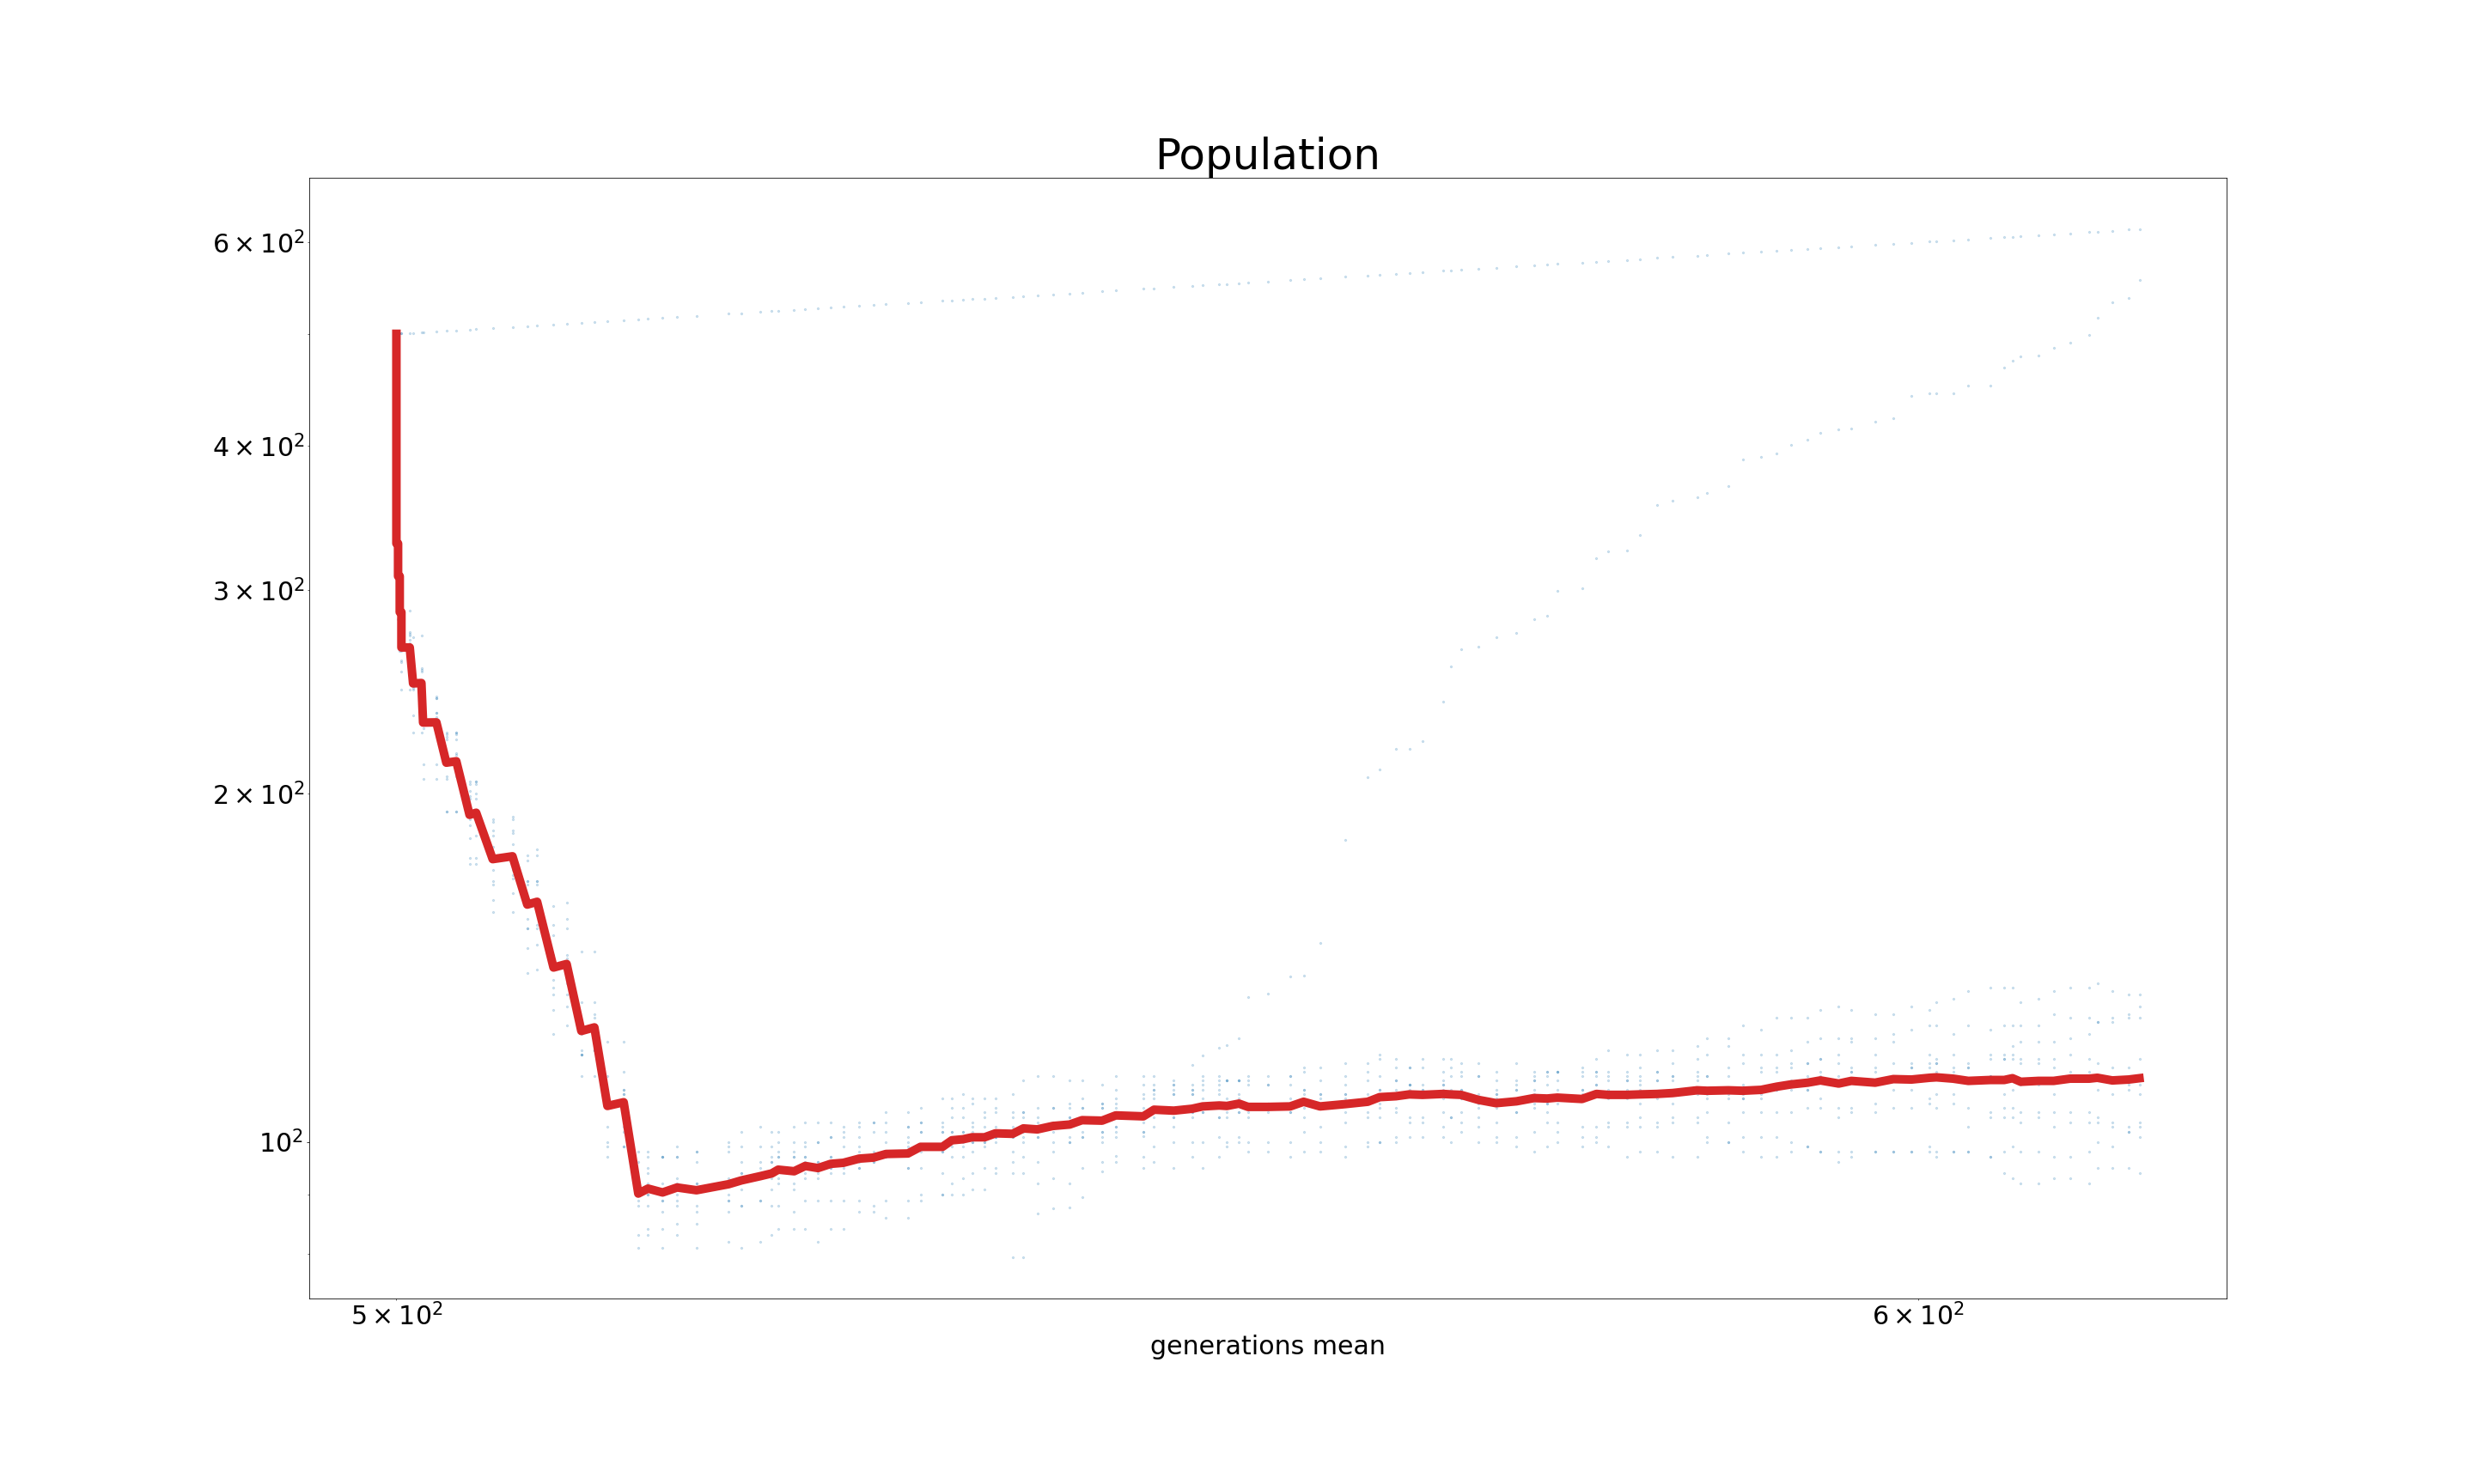 Population
6 × 10²
4 × 10²
3 × 10²
2 × 10²
10²
5 × 10² 6 × 10²
generations mean